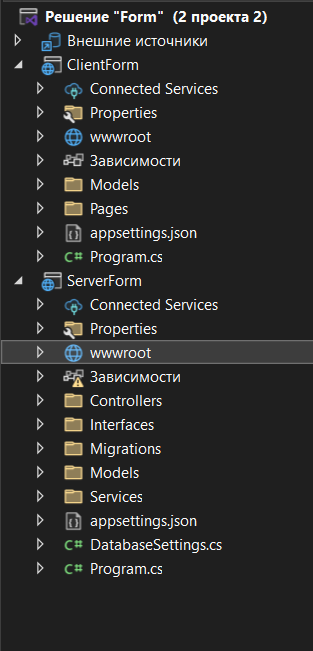 Решение "Form" (2 проекта 2)
Внешние источники
ClientForm
Connected Services
Properties
wwwroot
Зависимости
Models
Pages
appsettings.json
C# Program.cs
ServerForm
Connected Services
Properties
wwwroot
Зависимости
Controllers
Interfaces
Migrations
Models
Services
appsettings.json
C# DatabaseSettings.cs
C# Program.cs